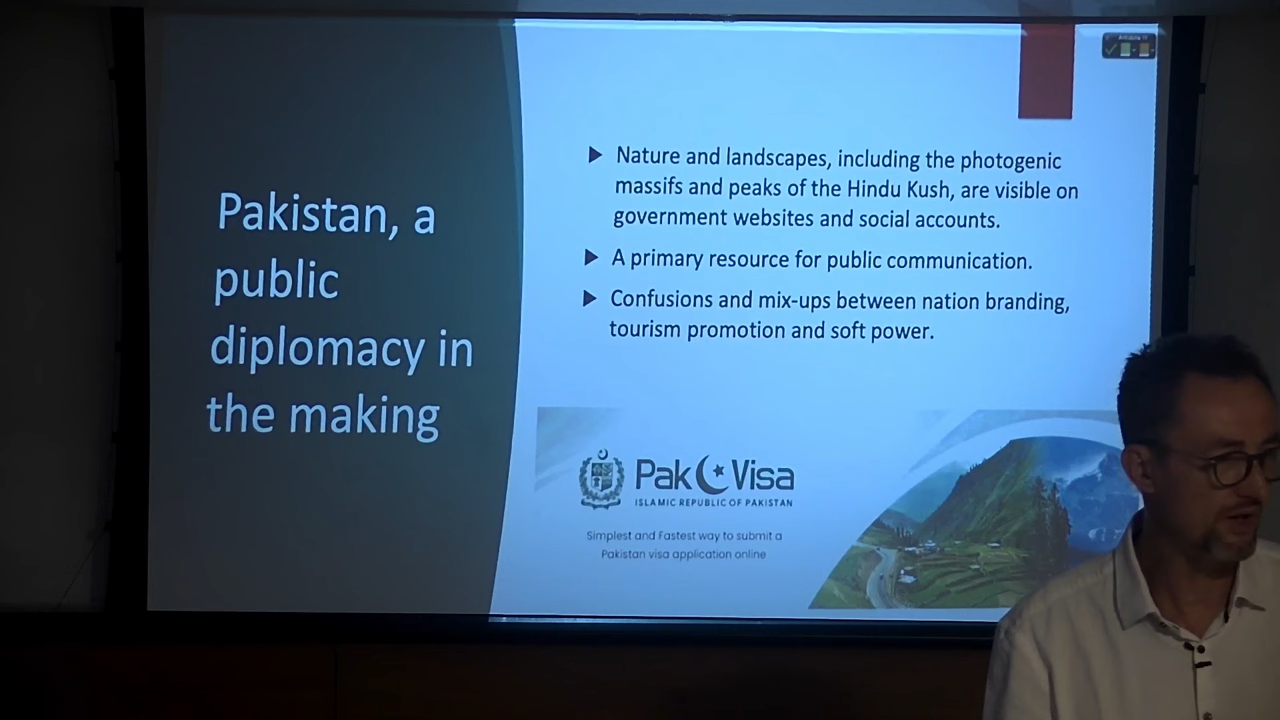 Pakistan, a
public
diplomacy in
the making
Nature and landscapes, including the photogenic
massifs and peaks of the Hindu Kush, are visible on
government websites and social accounts.
A primary resource for public communication.
Confusions and mix-ups between nation branding,
tourism promotion and soft power.
Pak Visa
ISLAMIC REPUBLIC OF PAKISTAN
Simplest and Fastest way to submit a
Pakistan visa application online